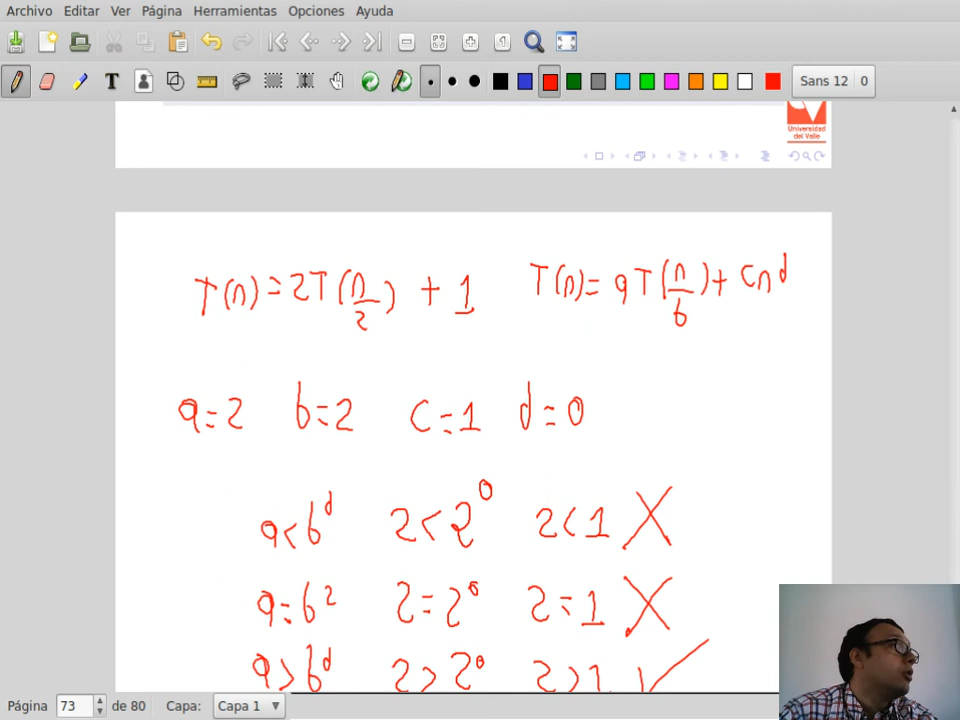 Archivo Editar Ver Página Herramientas Opciones Ayuda
Sans 12 0
Universidad
del Valle
T(n)=2T(n/2) + 1 T(n)=aT(n/b)+cn^d
a=2 b=2 c=1 d=0
a<b^d 2<2^0 2<1 X
a=b^2 2=2^0 2=1 X
a>b^d 2>2^0 2>1 ✓
Página 73 de 80 Capa: Capa 1